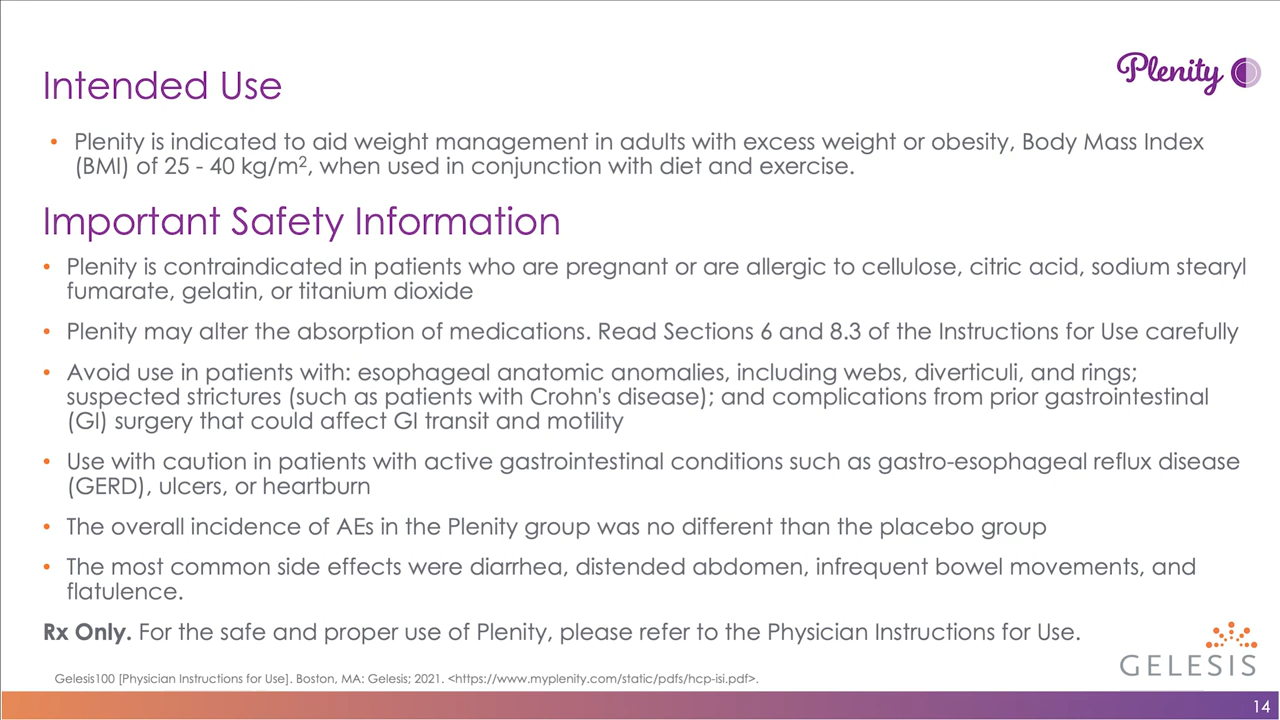 Plenity
Intended Use
• Plenity is indicated to aid weight management in adults with excess weight or obesity, Body Mass Index
(BMI) of 25 - 40 kg/m², when used in conjunction with diet and exercise.
Important Safety Information
• Plenity is contraindicated in patients who are pregnant or are allergic to cellulose, citric acid, sodium stearyl
fumarate, gelatin, or titanium dioxide
• Plenity may alter the absorption of medications. Read Sections 6 and 8.3 of the Instructions for Use carefully
• Avoid use in patients with: esophageal anatomic anomalies, including webs, diverticuli, and rings;
suspected strictures (such as patients with Crohn's disease); and complications from prior gastrointestinal
(GI) surgery that could affect GI transit and motility
• Use with caution in patients with active gastrointestinal conditions such as gastro-esophageal reflux disease
(GERD), ulcers, or heartburn
• The overall incidence of AEs in the Plenity group was no different than the placebo group
• The most common side effects were diarrhea, distended abdomen, infrequent bowel movements, and
flatulence.
Rx Only. For the safe and proper use of Plenity, please refer to the Physician Instructions for Use.
GELESIS
Gelesis100 [Physician Instructions for Use]. Boston, MA: Gelesis; 2021. <https://www.myplenity.com/static/pdfs/hcp-isi.pdf>.
14